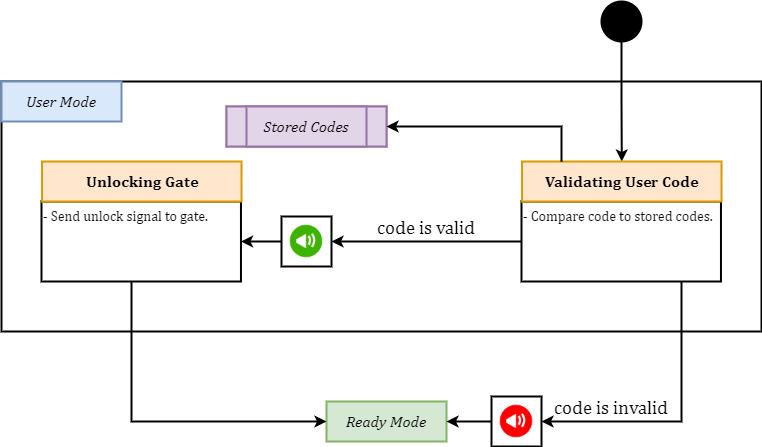 User Mode
Stored Codes
Unlocking Gate
- Send unlock signal to gate.
Validating User Code
- Compare code to stored codes.
code is valid
code is invalid
Ready Mode